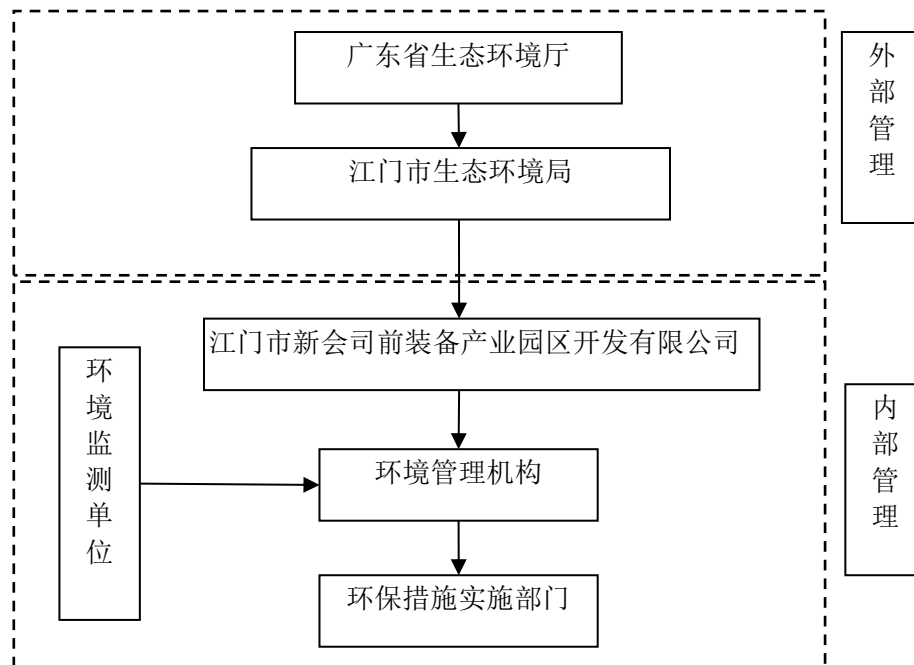 广东省生态环境厅
江门市生态环境局
外部管理
江门市新会司前装备产业园区开发有限公司
环境监测单位
环境管理机构
环保措施实施部门
内部管理